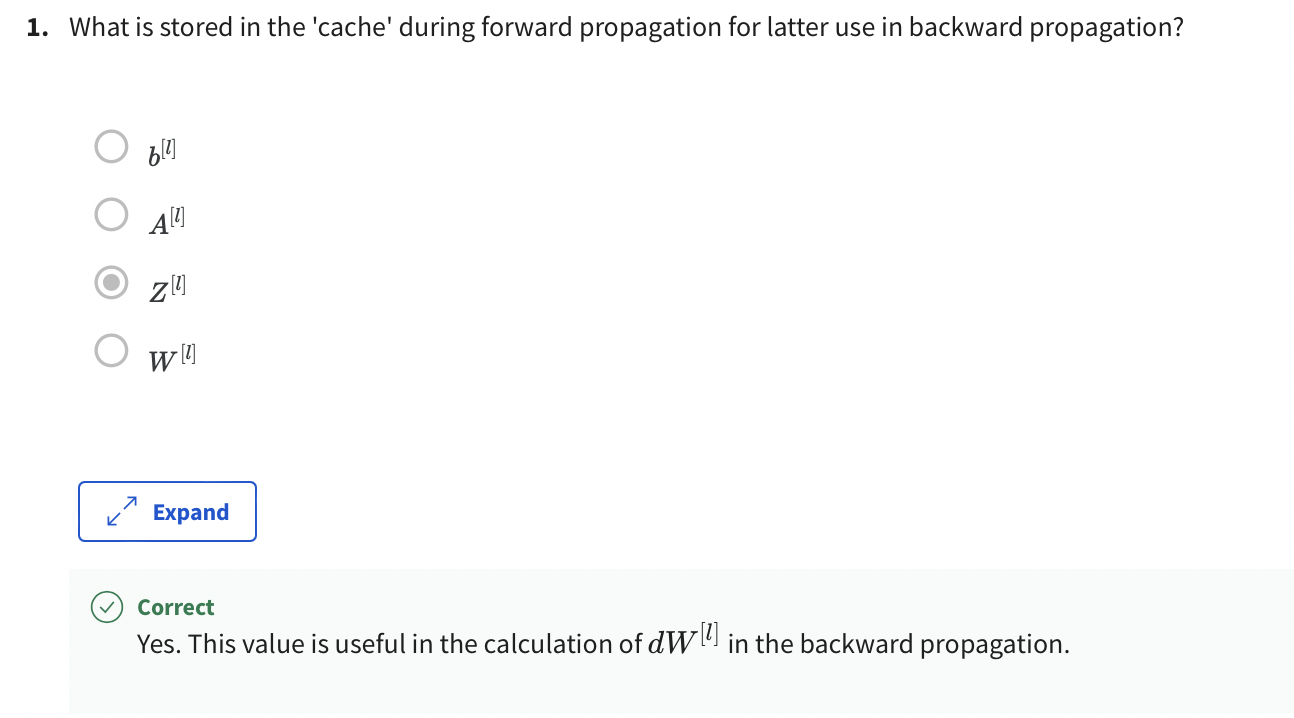 1. What is stored in the 'cache' during forward propagation for latter use in backward propagation?
b^[l]
A^[l]
Z^[l]
W^[l]
Expand
Correct
Yes. This value is useful in the calculation of dW^[l] in the backward propagation.